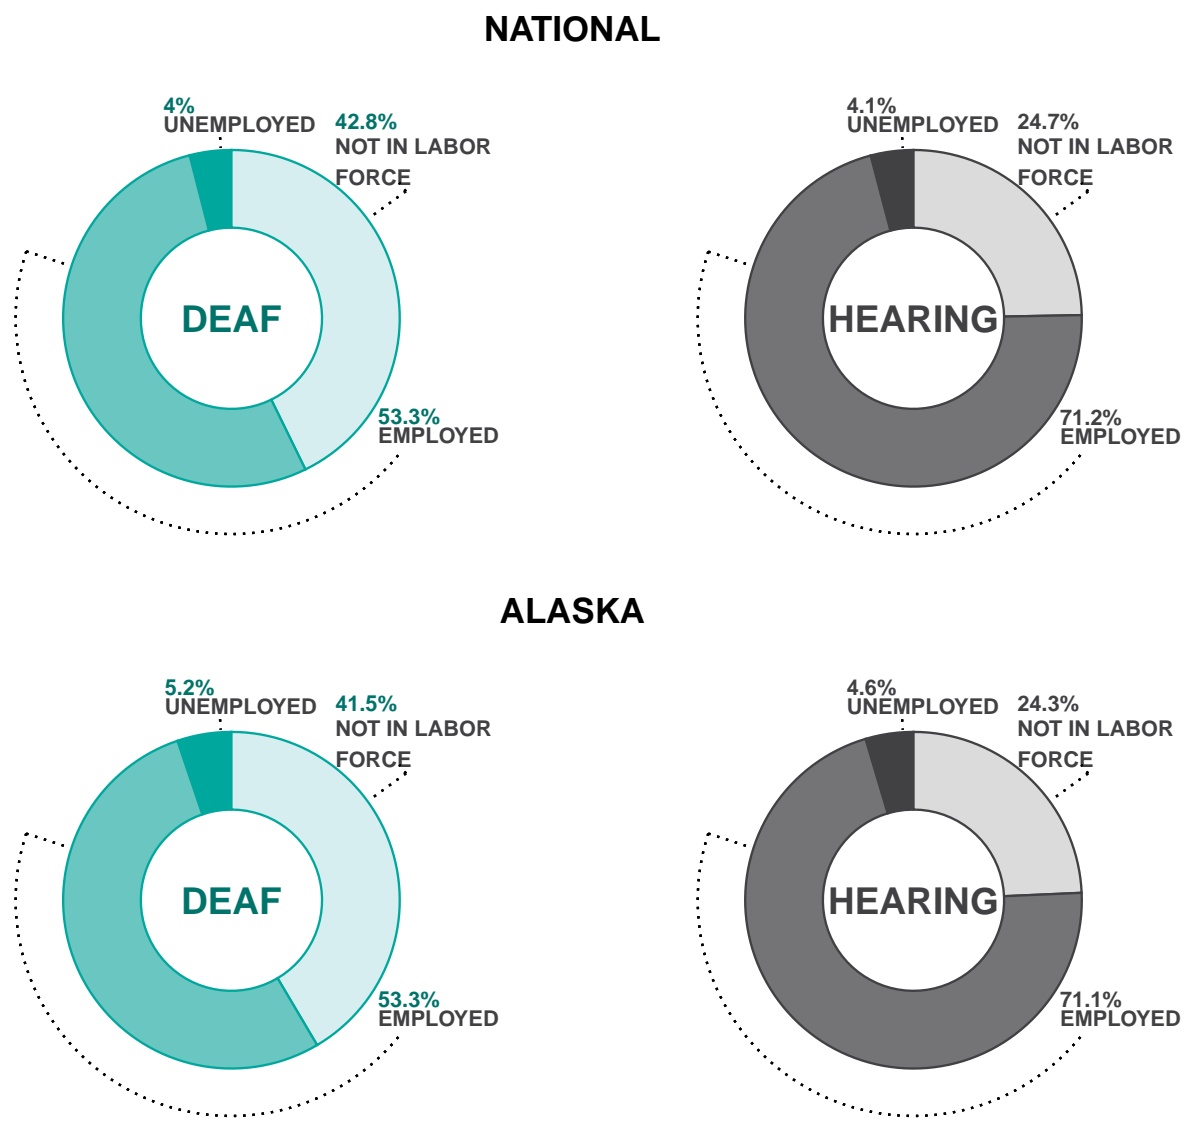 NATIONAL
4%
UNEMPLOYED
42.8%
NOT IN LABOR
FORCE
DEAF
53.3%
EMPLOYED
4.1%
UNEMPLOYED
24.7%
NOT IN LABOR
FORCE
HEARING
71.2%
EMPLOYED
ALASKA
5.2%
UNEMPLOYED
41.5%
NOT IN LABOR
FORCE
DEAF
53.3%
EMPLOYED
4.6%
UNEMPLOYED
24.3%
NOT IN LABOR
FORCE
HEARING
71.1%
EMPLOYED